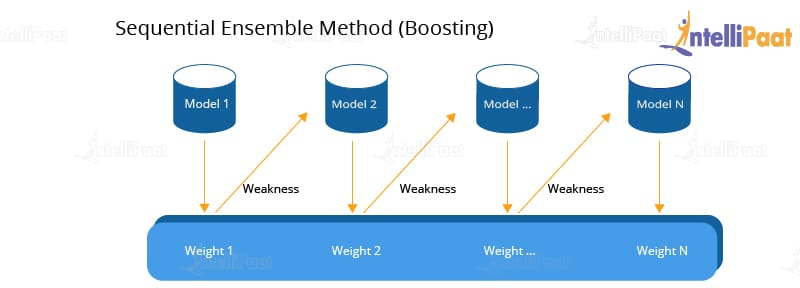 Sequential Ensemble Method (Boosting)
intelliPaat
Model 1
Model 2
Model ...
Model N
Weakness
Weakness
Weakness
Weight 1
Weight 2
Weight ...
Weight N